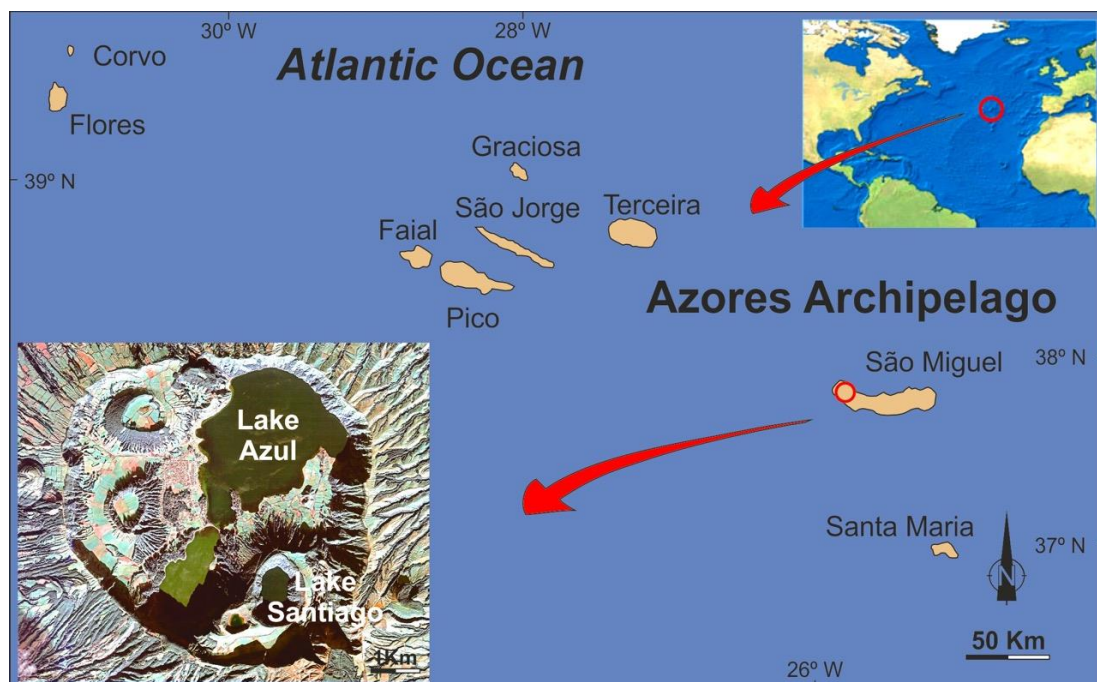 30º W
28º W
Corvo
Atlantic Ocean
Flores
Graciosa
39º N
São Jorge
Terceira
Faial
Azores Archipelago
Pico
São Miguel
38º N
Lake
Azul
Santa Maria
37º N
N
Lake
Santiago
50 Km
1Km
26º W